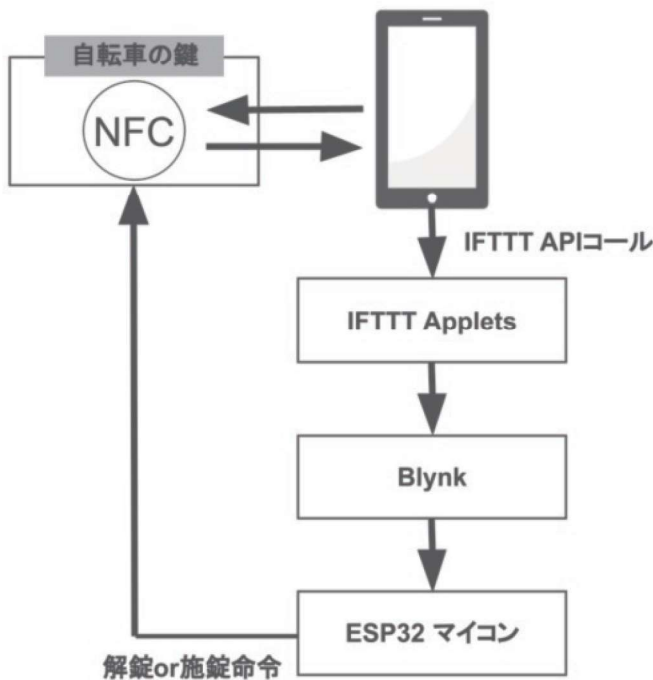 自転車の鍵
NFC
IFTTT APIコール
IFTTT Applets
Blynk
ESP32 マイコン
解錠or施錠命令